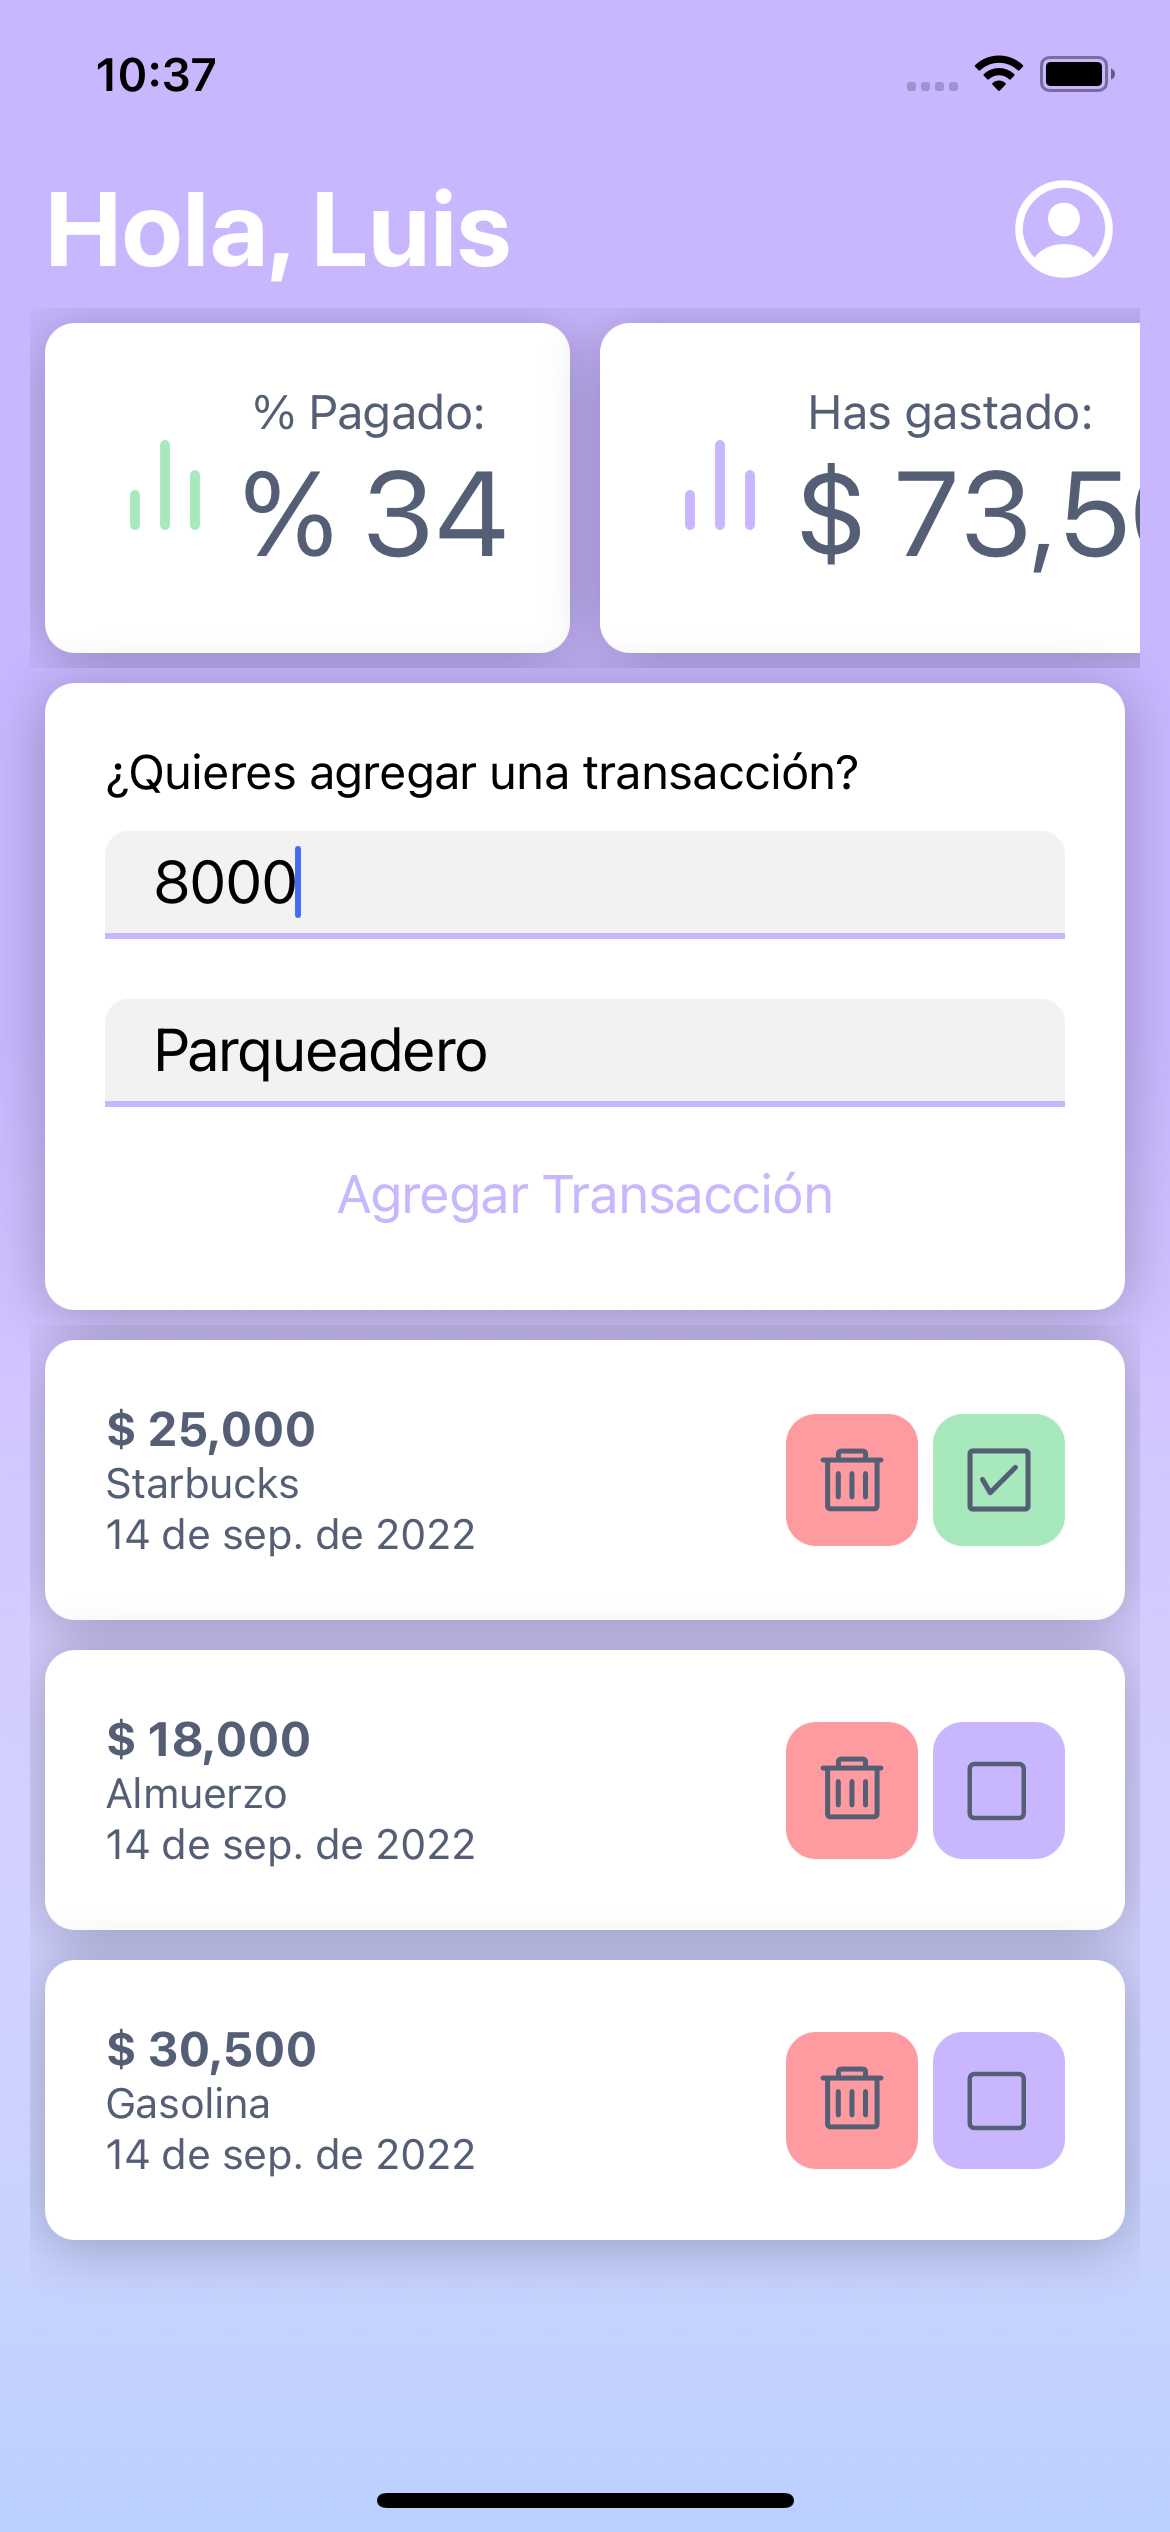 10:37
Hola, Luis
% Pagado:
% 34
Has gastado:
$ 73,5
¿Quieres agregar una transacción?
8000
Parqueadero
Agregar Transacción
$ 25,000
Starbucks
14 de sep. de 2022
$ 18,000
Almuerzo
14 de sep. de 2022
$ 30,500
Gasolina
14 de sep. de 2022